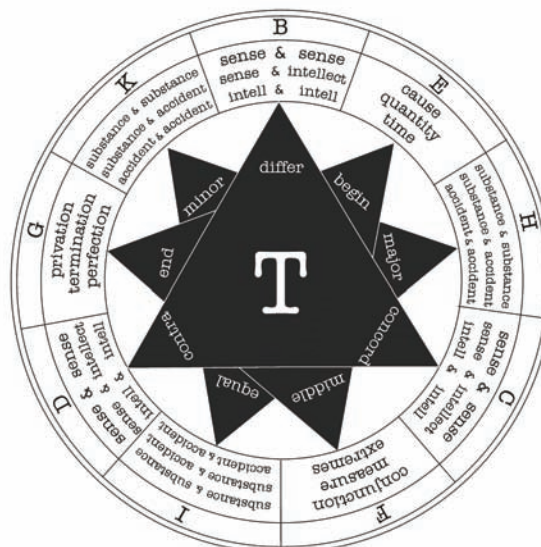 B
sense & sense
sense & intellect
intell & intell
E
cause
quantity
time
H
substance & substance
substance & accident
accident & accident
C
sense & sense
sense & intellect
intell & intell
F
conjunction
measure
extremes
I
substance & substance
substance & accident
accident & accident
D
sense & sense
sense & intellect
intell & intell
G
privation
termination
perfection
K
substance & substance
substance & accident
accident & accident
differ
begin
major
concord
middle
equal
contra
end
minor
T